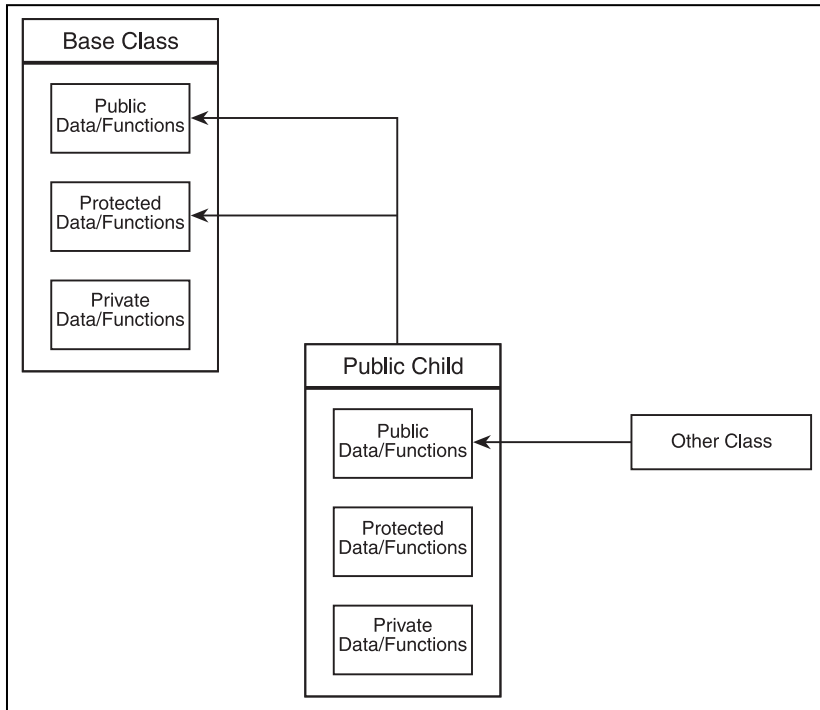 Base Class
Public
Data/Functions
Protected
Data/Functions
Private
Data/Functions
Public Child
Public
Data/Functions
Other Class
Protected
Data/Functions
Private
Data/Functions